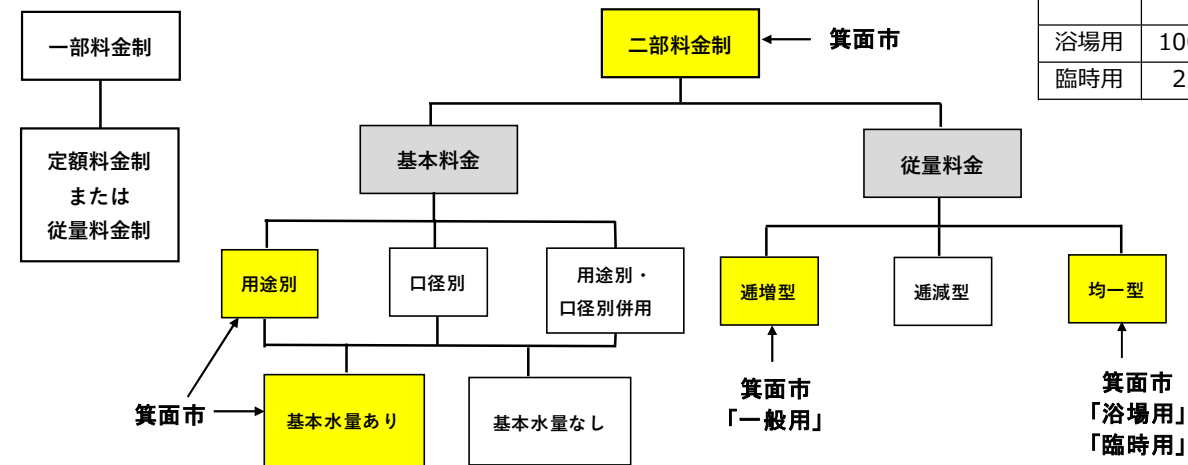 一部料金制
定額料金制
または
従量料金制
二部料金制
箕面市
浴場用
臨時用
基本料金
従量料金
用途別
口径別
用途別・
口径別併用
逓増型
逓減型
均一型
箕面市
基本水量あり
基本水量なし
箕面市
「一般用」
箕面市
「浴場用」
「臨時用」